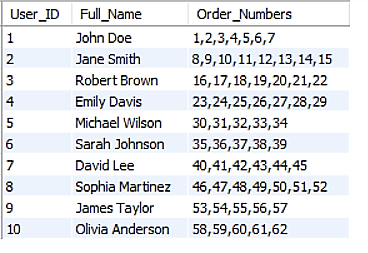 User_ID Full_Name Order_Numbers
1 John Doe 1,2,3,4,5,6,7
2 Jane Smith 8,9,10,11,12,13,14,15
3 Robert Brown 16,17,18,19,20,21,22
4 Emily Davis 23,24,25,26,27,28,29
5 Michael Wilson 30,31,32,33,34
6 Sarah Johnson 35,36,37,38,39
7 David Lee 40,41,42,43,44,45
8 Sophia Martinez 46,47,48,49,50,51,52
9 James Taylor 53,54,55,56,57
10 Olivia Anderson 58,59,60,61,62